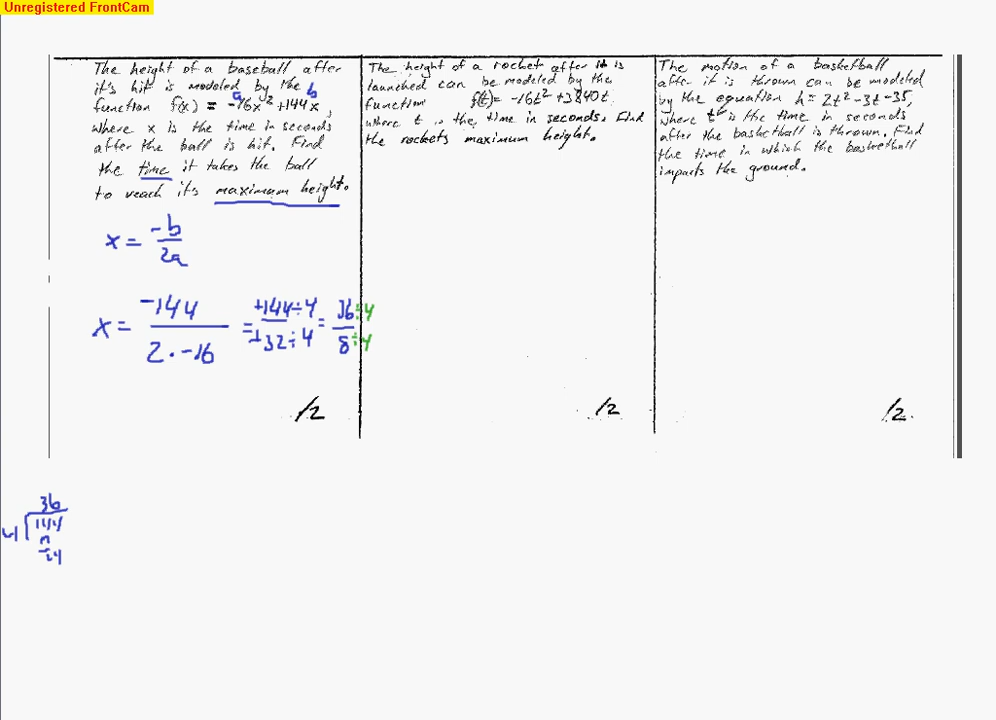 Unregistered FrontCam
The height of a baseball after
it's hit is modeled by the b
a
function f(x) = -16x² +144x,
where x is the time in seconds
after the ball is hit. Find
the time it takes the ball
to reach it's maximum height.
x = -b/2a
x = -144/2·-16 = +144÷4/+32÷4 = 36÷4/8÷4
/2
The height of a rocket after it is
launched can be modeled by the
function f(t)= -16t² +3840t
where t is the time in seconds. Find
the rockets maximum height.
/2
The motion of a basketball
after it is thrown can be modeled
by the equation h= 2t²-3t-35,
where t is the time in seconds
after the basketball is thrown. Find
the time in which the basketball
imparts the ground.
/2
36
4 144
-24